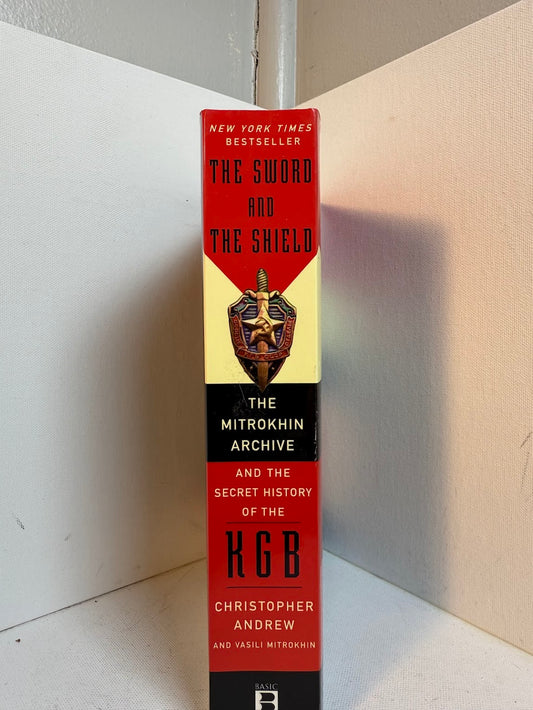 NEW YORK TIMES
BESTSELLER
THE SWORD
AND
THE SHIELD
THE
MITROKHIN
ARCHIVE
AND THE
SECRET HISTORY
OF THE
KGB
CHRISTOPHER
ANDREW
AND VASILI MITROKHIN
BASIC
B